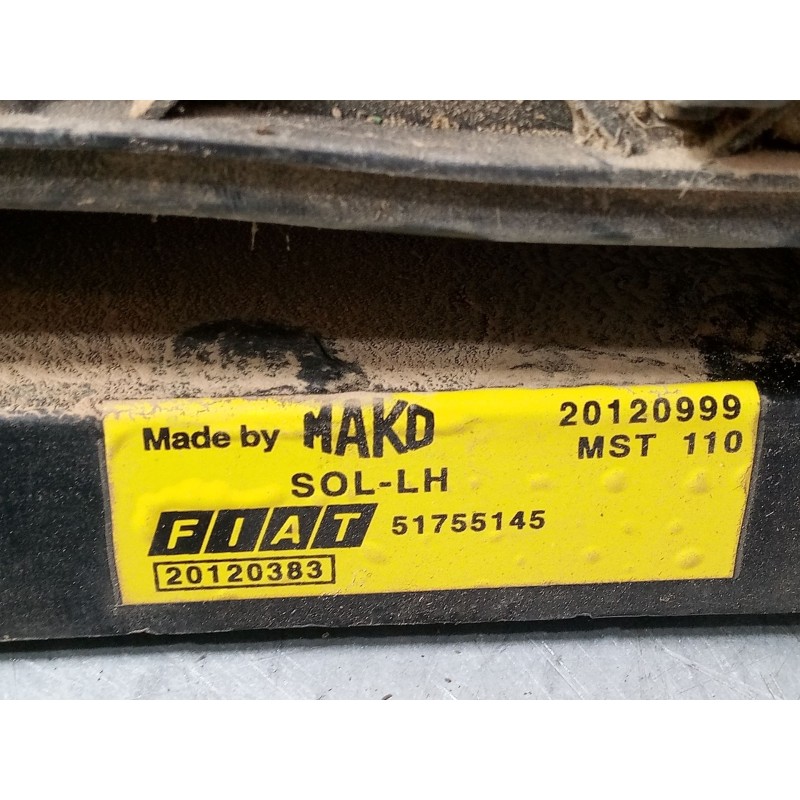 Made by MAKO 20120999
MST 110
SOL-LH
FIAT 51755145
20120383